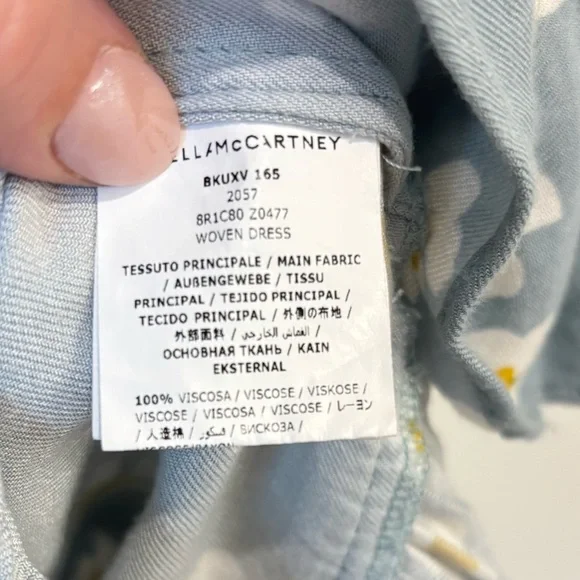 ELLAMcCARTNEY
BKUXV 165
2057
8R1C80 Z0477
WOVEN DRESS
TESSUTO PRINCIPALE / MAIN FABRIC
/ AUßENGEWEBE / TISSU
PRINCIPAL / TEJIDO PRINCIPAL /
TECIDO PRINCIPAL / 外側の布地 /
外部面料 / القماش الخارجي /
ОСНОВНАЯ ТКАНЬ / KAIN
EKSTERNAL
100% VISCOSA / VISCOSE / VISKOSE /
VISCOSE / VISCOSA / VISCOSE / レーヨン
/ 人造棉 / فسكوز / ВИСКОЗА /